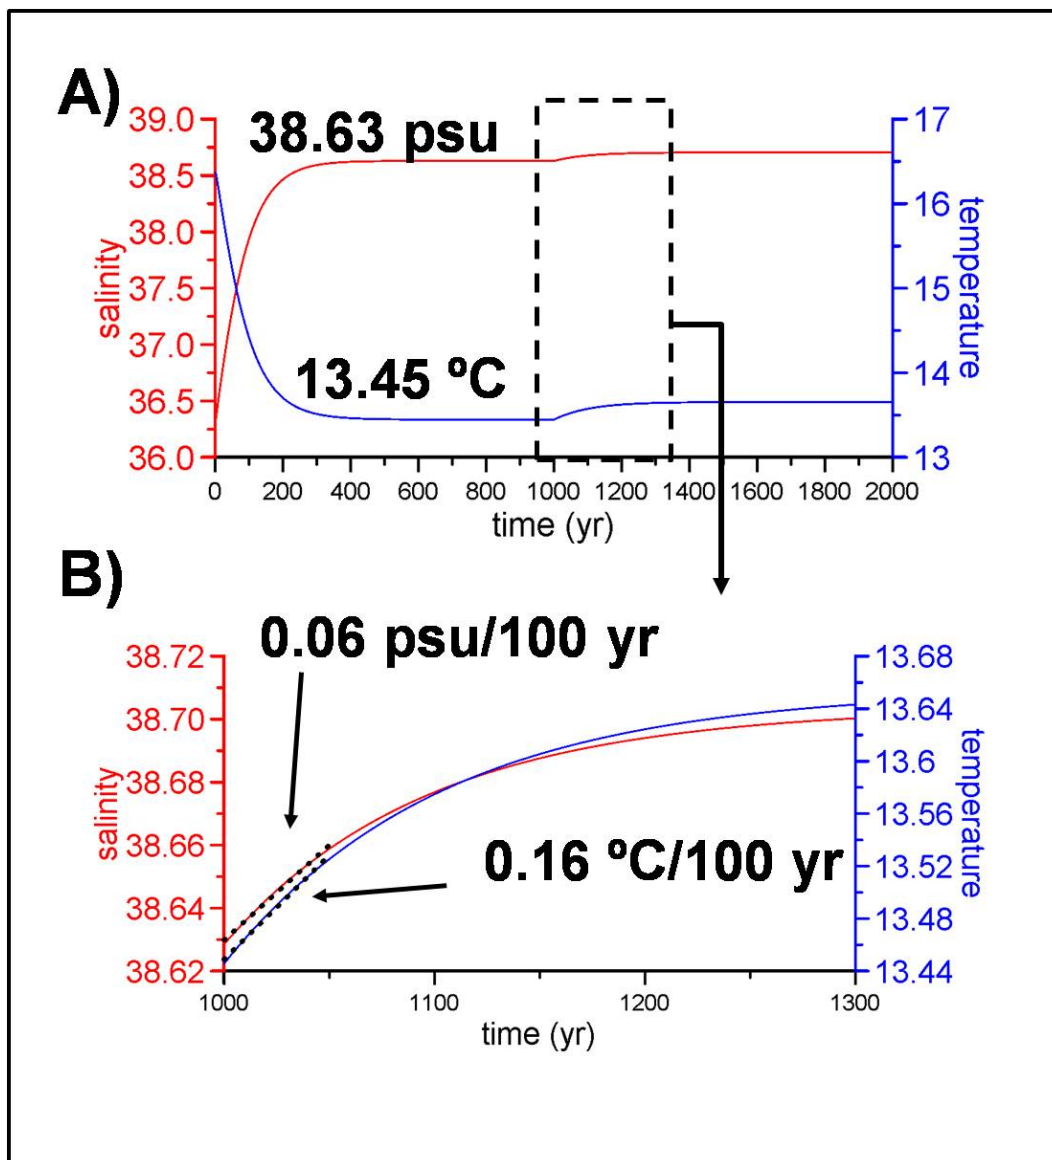 A)
38.63 psu
39.0
38.5
38.0
37.5
37.0
36.5
36.0
salinity
17
16
15
14
13
temperature
13.45 ºC
0 200 400 600 800 1000 1200 1400 1600 1800 2000
time (yr)
B)
0.06 psu/100 yr
38.72
38.70
38.68
38.66
38.64
38.62
salinity
13.68
13.64
13.6
13.56
13.52
13.48
13.44
temperature
0.16 ºC/100 yr
1000 1100 1200 1300
time (yr)